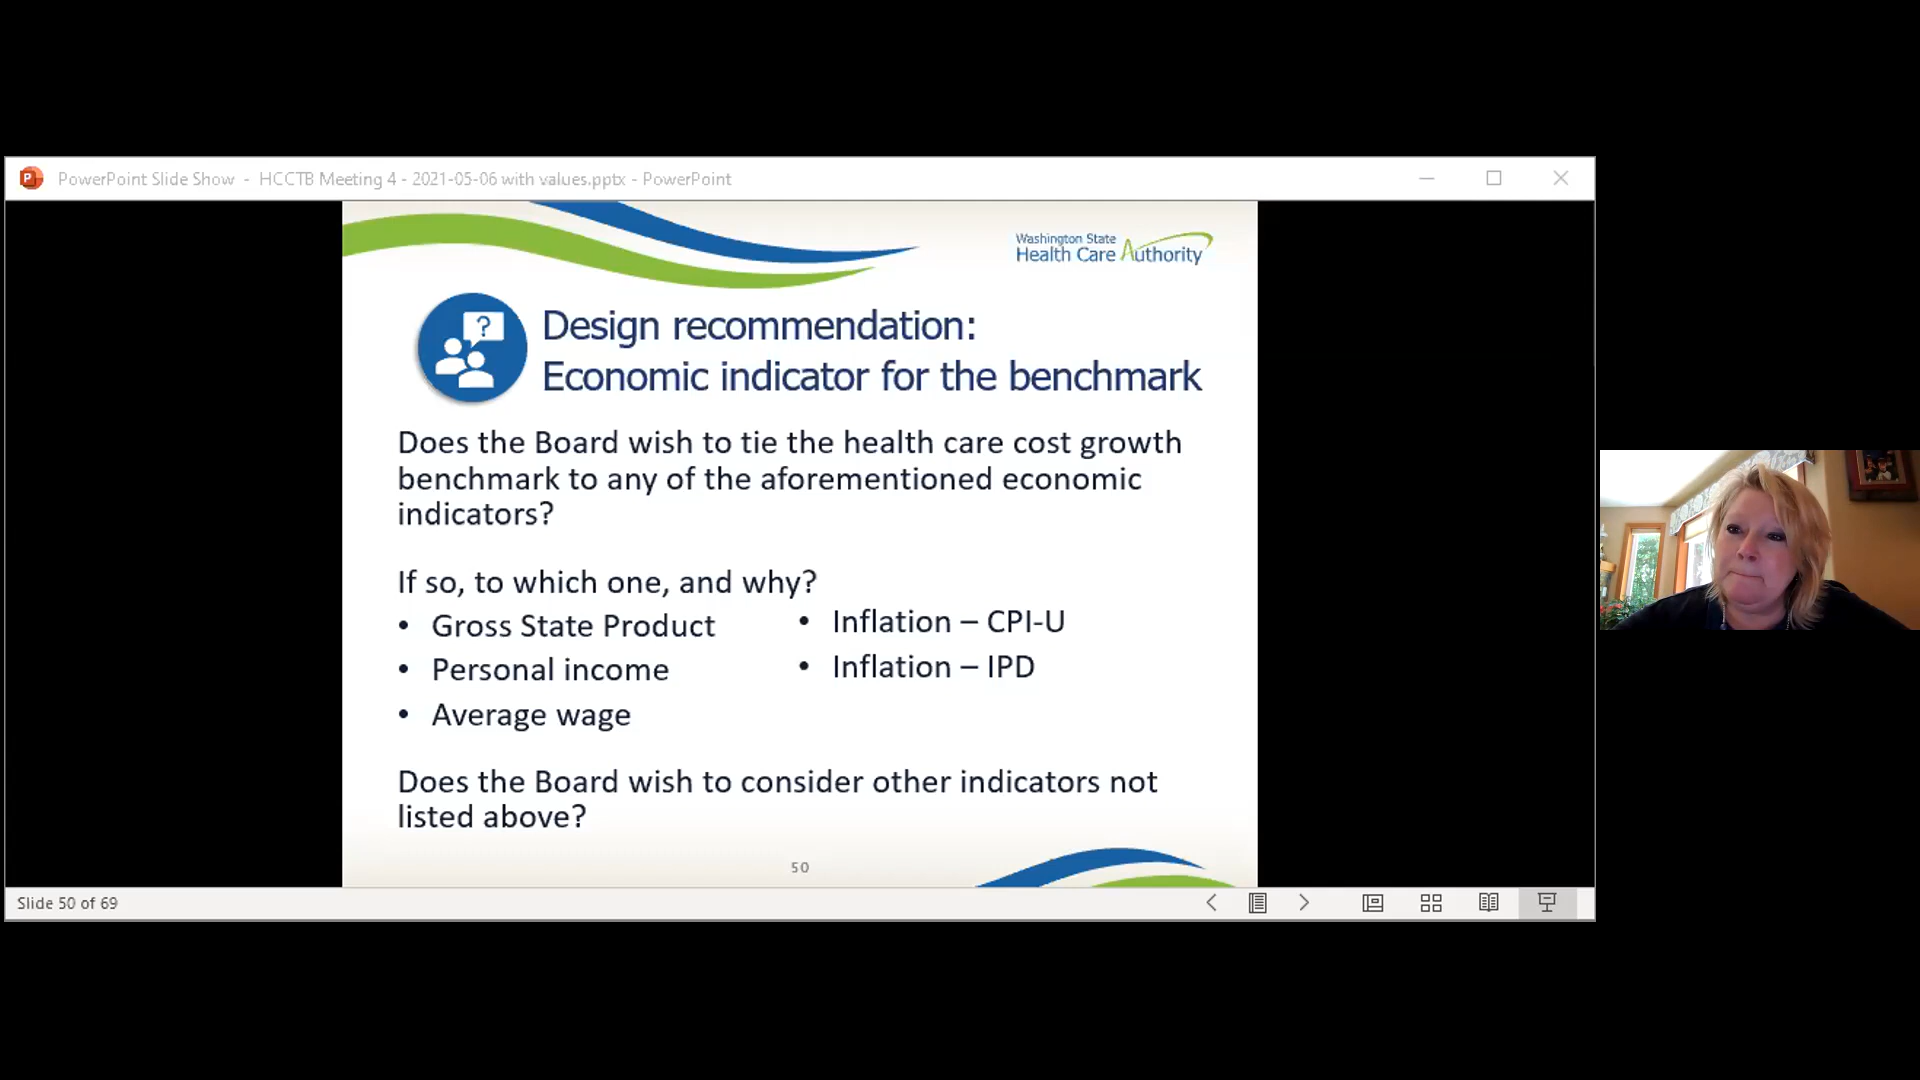 PowerPoint Slide Show - HCCTB Meeting 4 - 2021-05-06 with values.pptx - PowerPoint
Washington State
Health Care Authority
?
Design recommendation:
Economic indicator for the benchmark
Does the Board wish to tie the health care cost growth
benchmark to any of the aforementioned economic
indicators?
If so, to which one, and why?
• Gross State Product
• Personal income
• Average wage
• Inflation – CPI-U
• Inflation – IPD
Does the Board wish to consider other indicators not
listed above?
50
Slide 50 of 69